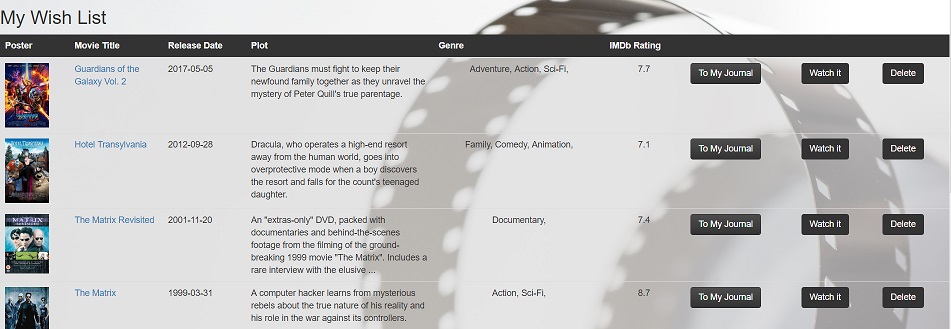 My Wish List
Poster Movie Title Release Date Plot Genre IMDb Rating
Guardians of the 2017-05-05 The Guardians must fight to keep their Adventure, Action, Sci-Fi, 7.7 To My Journal Watch it Delete
Galaxy Vol. 2 newfound family together as they unravel the
mystery of Peter Quill's true parentage.
Hotel Transylvania 2012-09-28 Dracula, who operates a high-end resort Family, Comedy, Animation, 7.1 To My Journal Watch it Delete
away from the human world, goes into
overprotective mode when a boy discovers
the resort and falls for the count's teenaged
daughter.
The Matrix Revisited 2001-11-20 An "extras-only" DVD, packed with Documentary, 7.4 To My Journal Watch it Delete
documentaries and behind-the-scenes
footage from the filming of the ground-
breaking 1999 movie "The Matrix". Includes a
rare interview with the elusive ...
The Matrix 1999-03-31 A computer hacker learns from mysterious Action, Sci-Fi, 8.7 To My Journal Watch it Delete
rebels about the true nature of his reality and
his role in the war against its controllers.